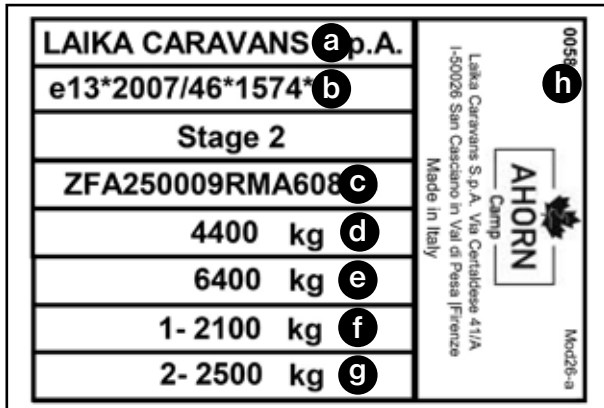 LAIKA CARAVANS a p.A.
e13*2007/46*1574* b
Stage 2
ZFA250009RMA608 c
4400 kg d
6400 kg e
1- 2100 kg f
2- 2500 kg g
0058 h
AHORN
Camp
Laika Caravans S.p.A. Via Certaldese 41/A
I-50026 San Casciano in Val di Pesa |Firenze
Made in Italy
Mod26-a